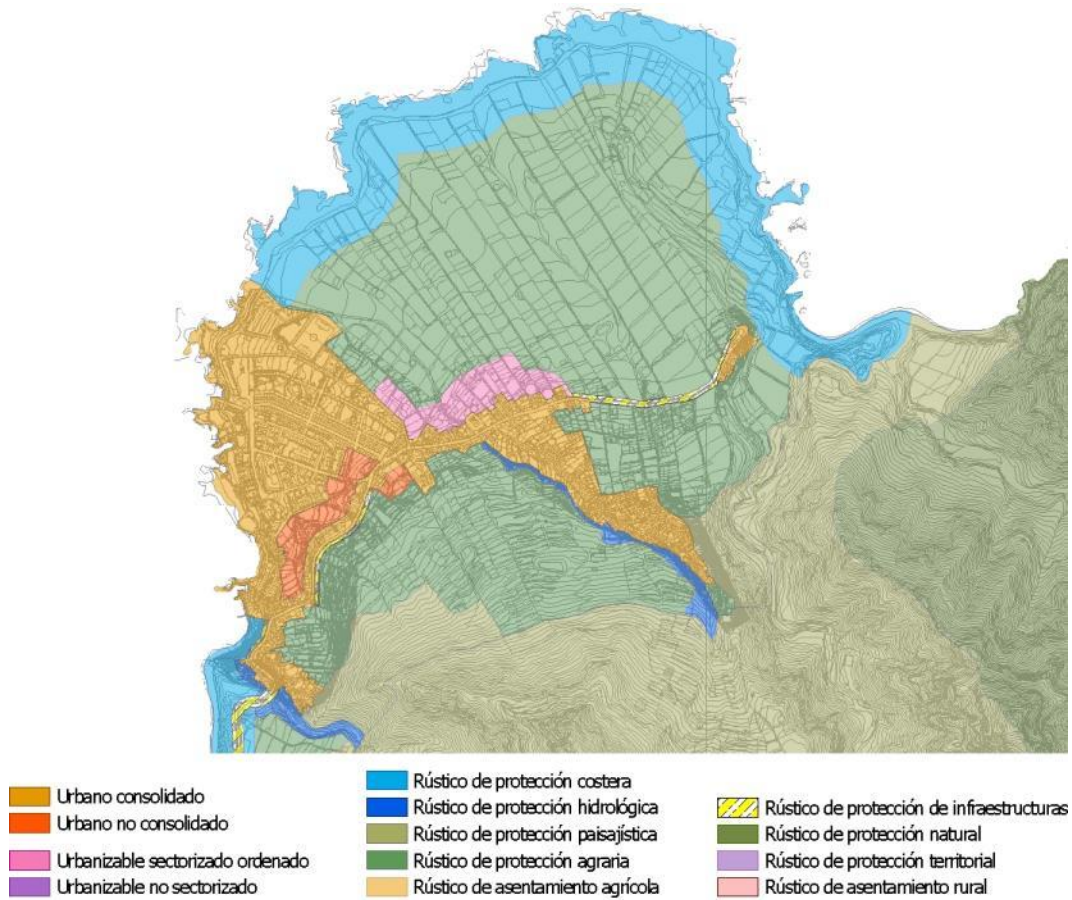 Urbano consolidado
Urbano no consolidado
Urbanizable sectorizado ordenado
Urbanizable no sectorizado
Rústico de protección costera
Rústico de protección hidrológica
Rústico de protección paisajística
Rústico de protección agraria
Rústico de asentamiento agrícola
Rústico de protección de infraestructuras
Rústico de protección natural
Rústico de protección territorial
Rústico de asentamiento rural